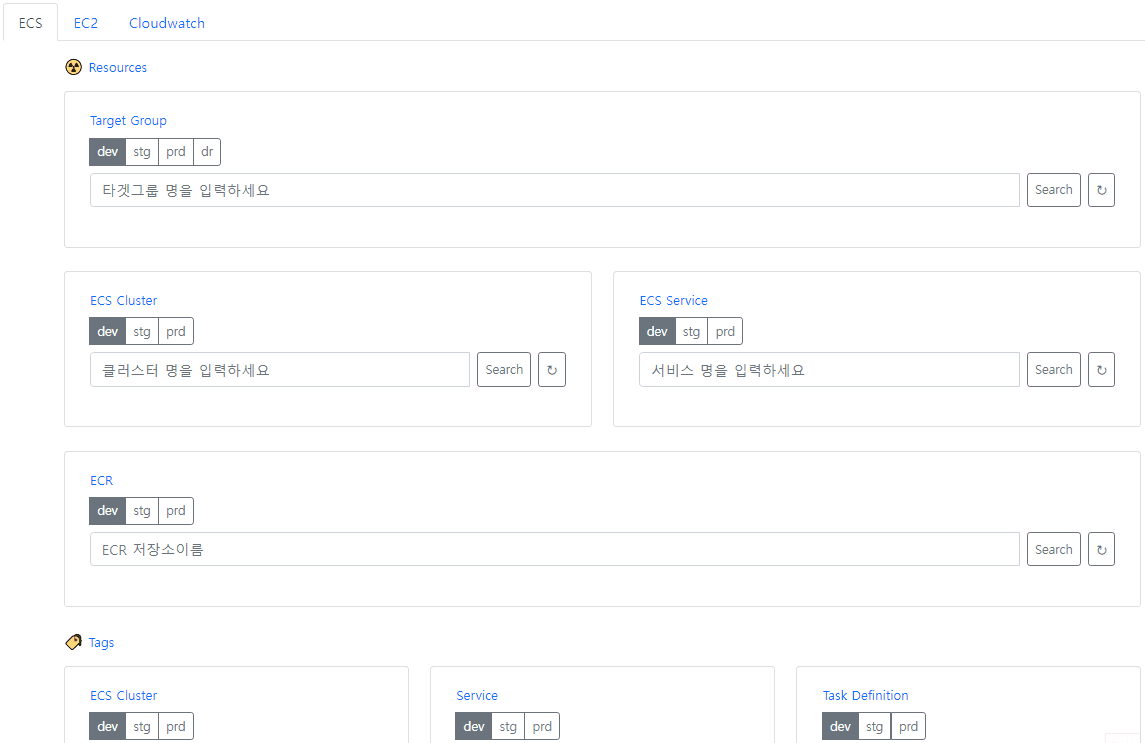 ECS EC2 Cloudwatch
Resources
Target Group
dev stg prd dr
타겟그룹 명을 입력하세요 Search ↻
ECS Cluster
dev stg prd
클러스터 명을 입력하세요 Search ↻
ECS Service
dev stg prd
서비스 명을 입력하세요 Search ↻
ECR
dev stg prd
ECR 저장소이름 Search ↻
Tags
ECS Cluster
dev stg prd
Service
dev stg prd
Task Definition
dev stg prd